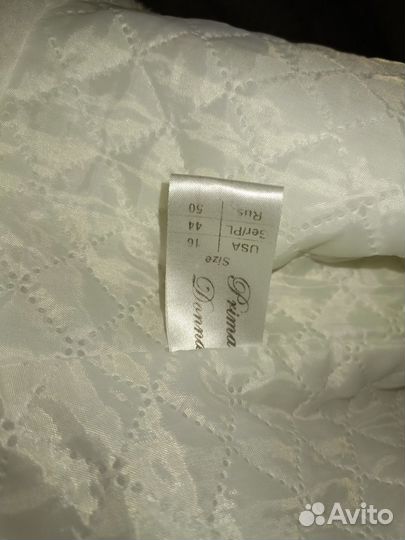 Prima
Donna
Size
USA 16
Ger/PL 44
Rus. 50
Avito